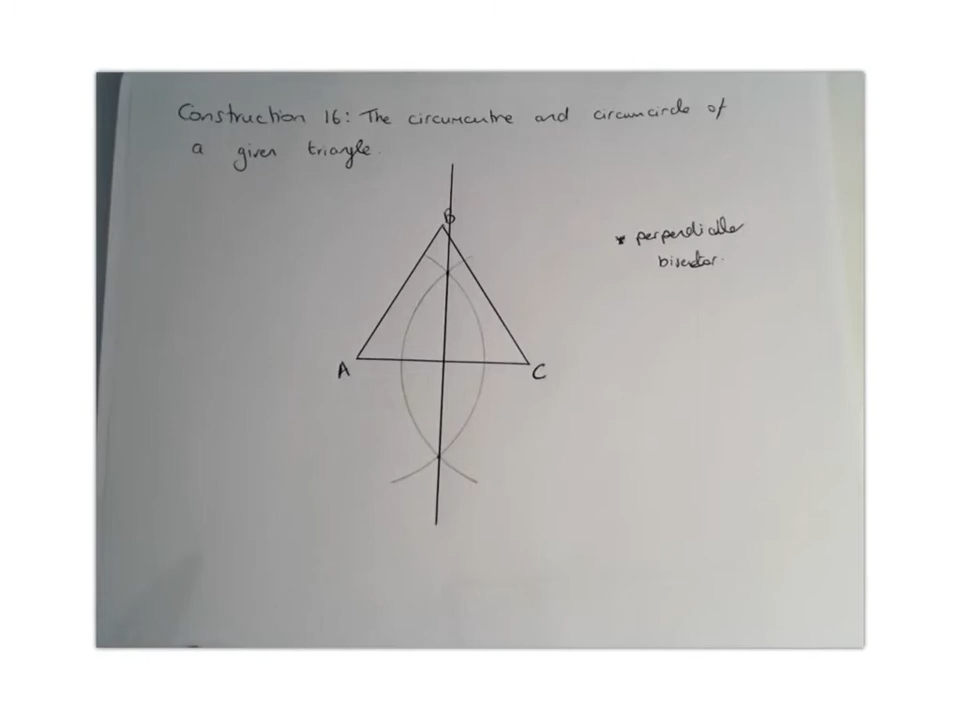 Construction 16: The circumcentre and circumcircle of
a given triangle.
B
* perpendicular
bisector.
A
C